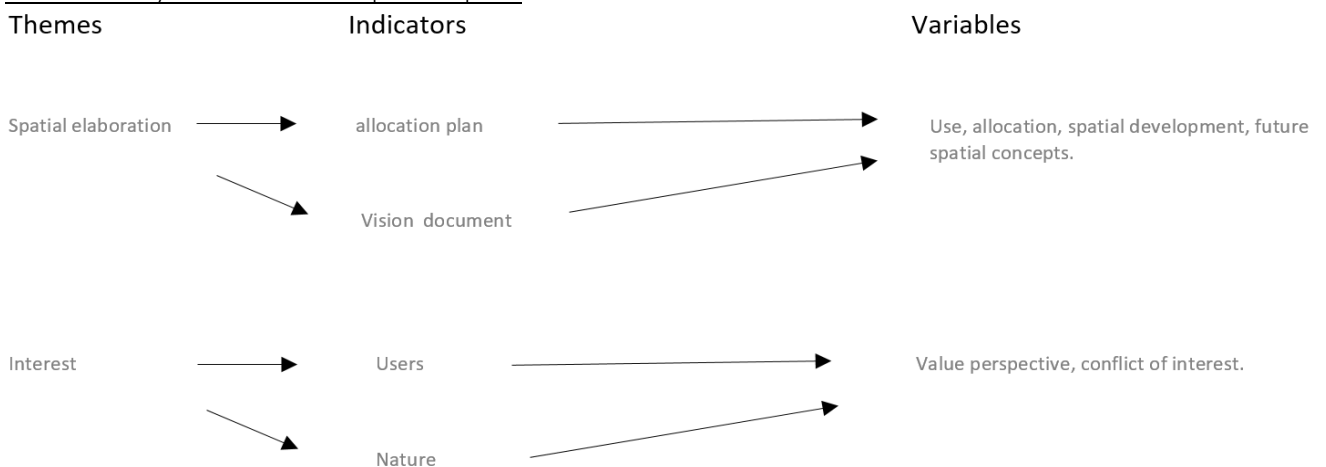 Themes Indicators Variables
Spatial elaboration allocation plan Use, allocation, spatial development, future
spatial concepts.
Vision document
Interest Users Value perspective, conflict of interest.
Nature